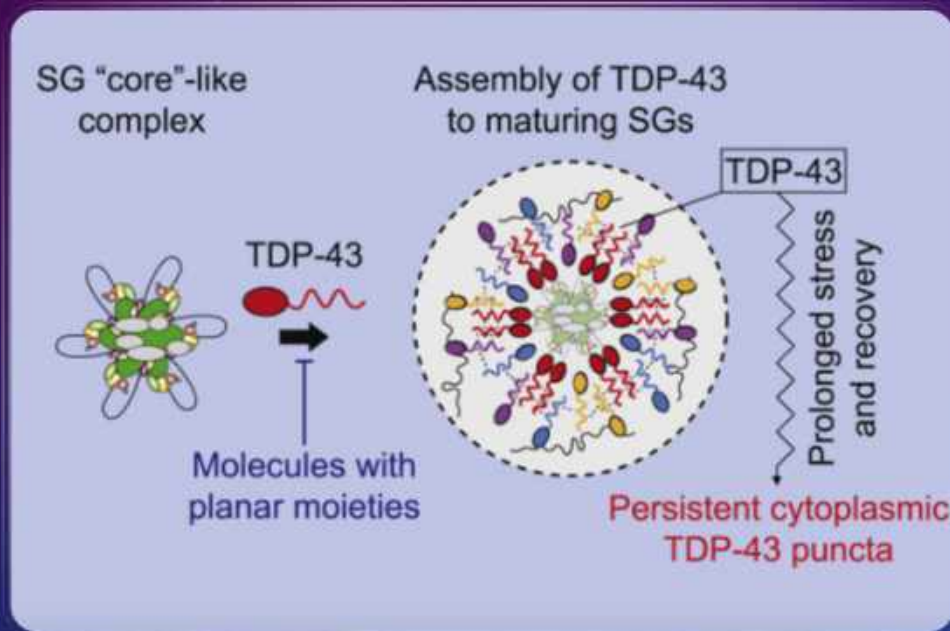 SG “core”-like
complex
Assembly of TDP-43
to maturing SGs
TDP-43
TDP-43
Prolonged stress
and recovery
Molecules with
planar moieties
Persistent cytoplasmic
TDP-43 puncta